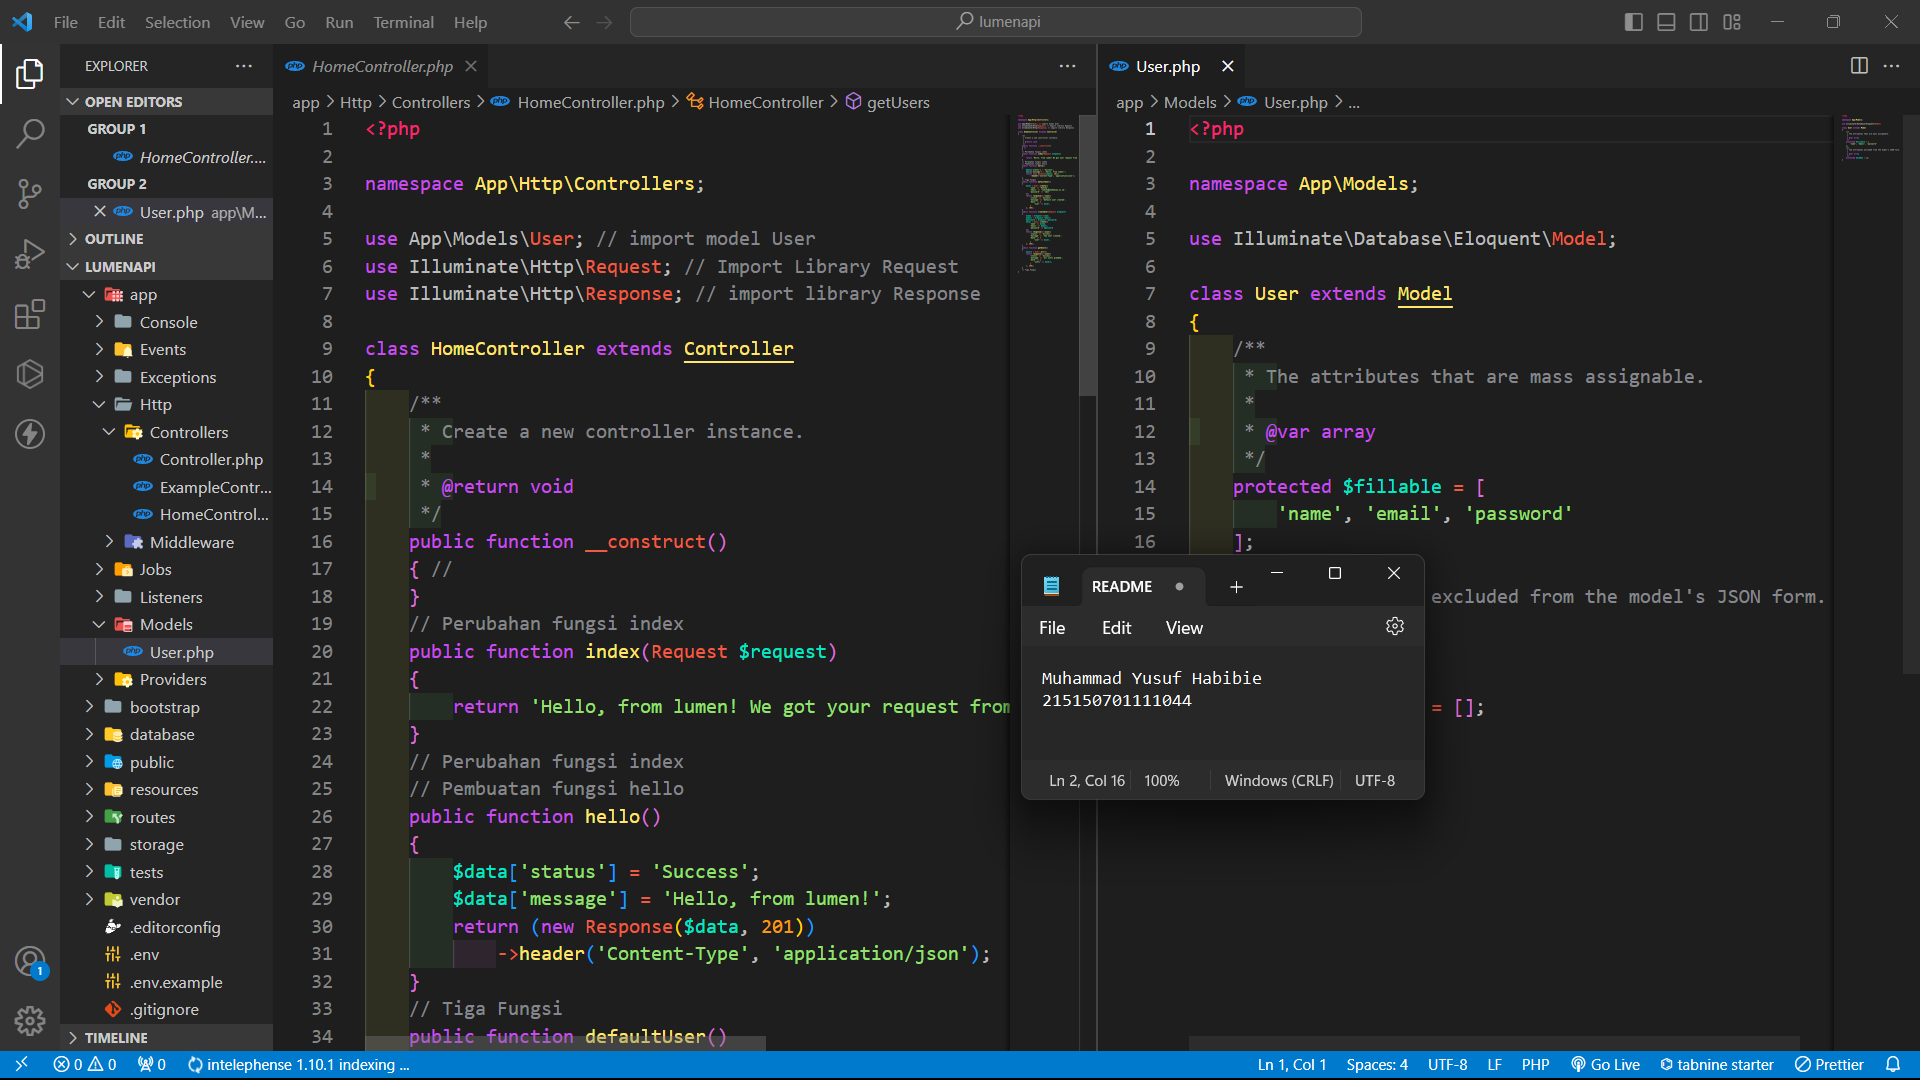 File Edit Selection View Go Run Terminal Help
lumenapi
EXPLORER
OPEN EDITORS
GROUP 1
HomeController....
GROUP 2
User.php app\M...
OUTLINE
LUMENAPI
app
Console
Events
Exceptions
Http
Controllers
Controller.php
ExampleContr...
HomeControl...
Middleware
Jobs
Listeners
Models
User.php
Providers
bootstrap
database
public
resources
routes
storage
tests
vendor
.editorconfig
.env
.env.example
.gitignore
TIMELINE
HomeController.php
app > Http > Controllers > HomeController.php > HomeController > getUsers
1 <?php
2
3 namespace App\Http\Controllers;
4
5 use App\Models\User; // import model User
6 use Illuminate\Http\Request; // Import Library Request
7 use Illuminate\Http\Response; // import library Response
8
9 class HomeController extends Controller
10 {
11 /**
12 * Create a new controller instance.
13 *
14 * @return void
15 */
16 public function __construct()
17 { //
18 }
19 // Perubahan fungsi index
20 public function index(Request $request)
21 {
22 return 'Hello, from lumen! We got your request from
23 }
24 // Perubahan fungsi index
25 // Pembuatan fungsi hello
26 public function hello()
27 {
28 $data['status'] = 'Success';
29 $data['message'] = 'Hello, from lumen!';
30 return (new Response($data, 201))
31 ->header('Content-Type', 'application/json');
32 }
33 // Tiga Fungsi
34 public function defaultUser()
User.php
app > Models > User.php > ...
1 <?php
2
3 namespace App\Models;
4
5 use Illuminate\Database\Eloquent\Model;
6
7 class User extends Model
8 {
9 /**
10 * The attributes that are mass assignable.
11 *
12 * @var array
13 */
14 protected $fillable = [
15 'name', 'email', 'password'
16 ];
excluded from the model's JSON form.
= [];
README
File Edit View
Muhammad Yusuf Habibie
215150701111044
Ln 2, Col 16 100% Windows (CRLF) UTF-8
0 0 0 intelephense 1.10.1 indexing ... Ln 1, Col 1 Spaces: 4 UTF-8 LF PHP Go Live tabnine starter Prettier
1